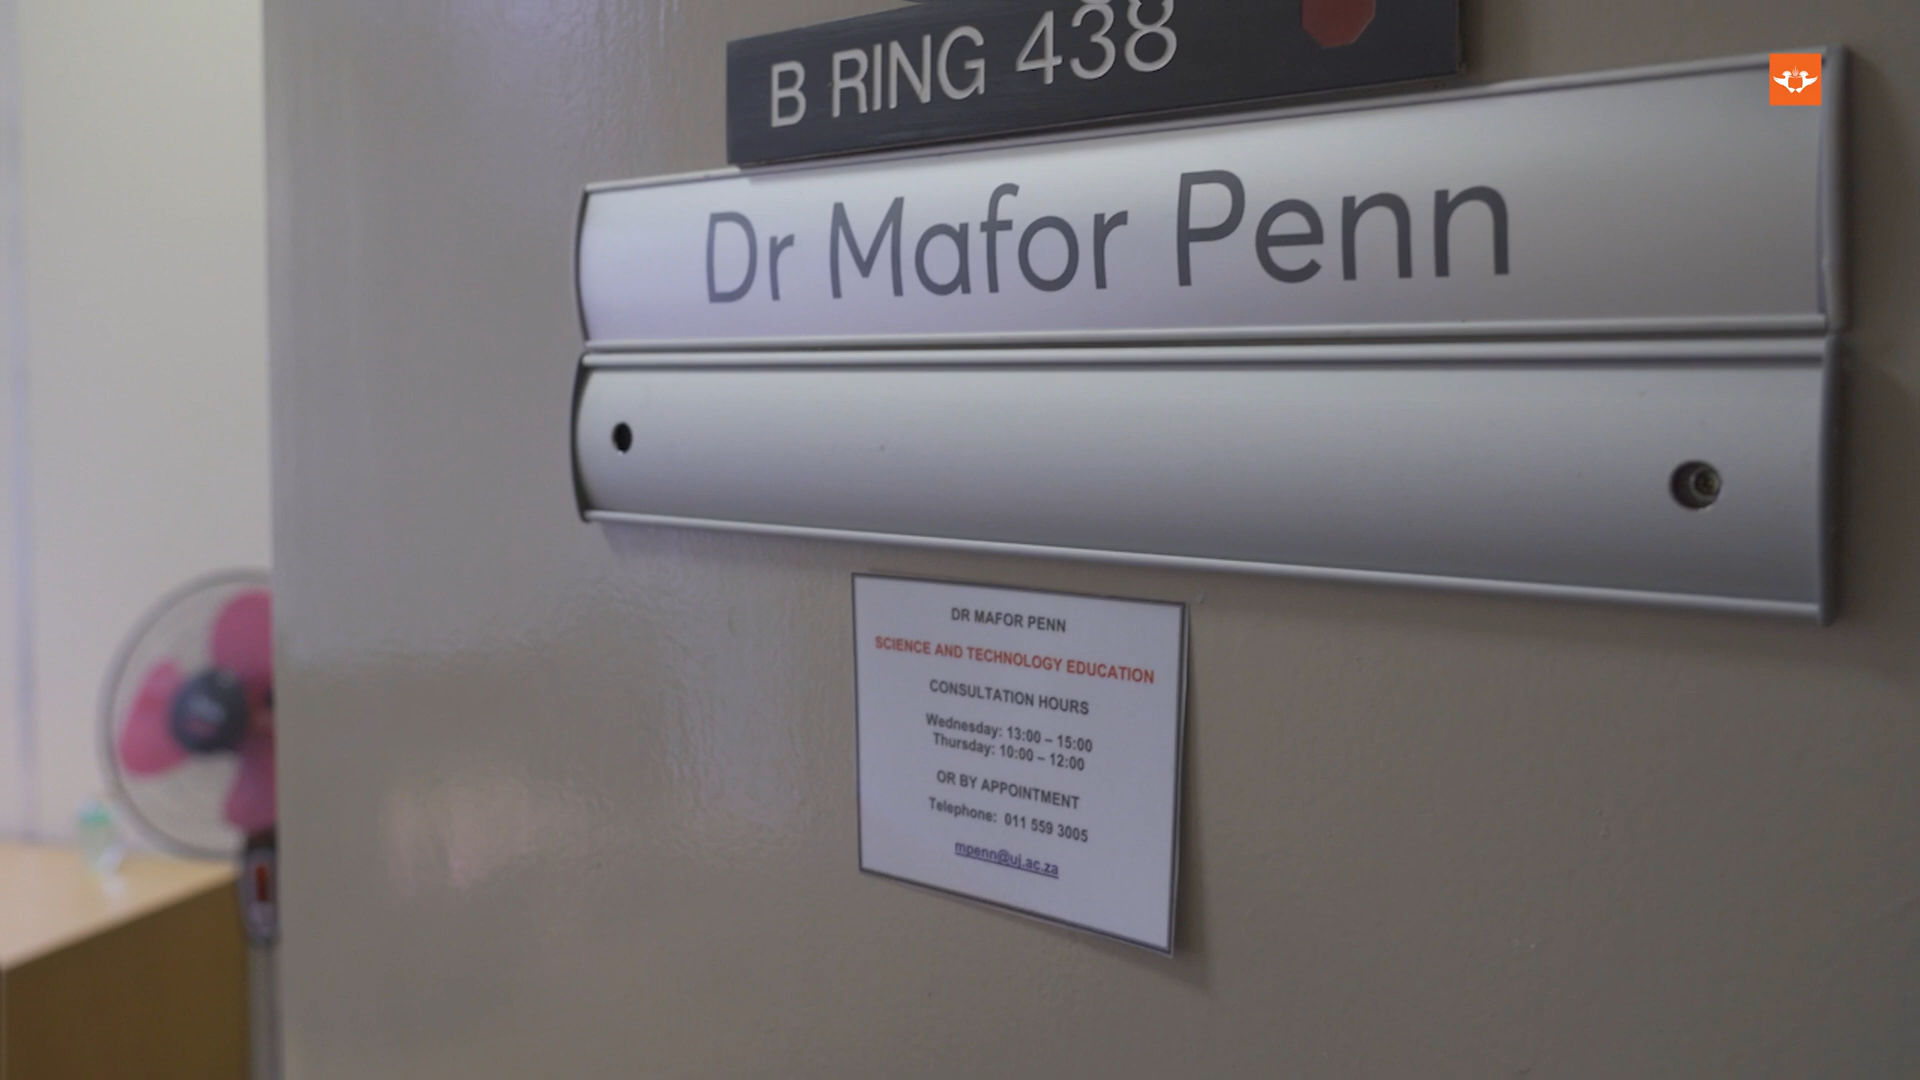 B RING 438
Dr Mafor Penn
DR MAFOR PENN
SCIENCE AND TECHNOLOGY EDUCATION
CONSULTATION HOURS
Wednesday: 13:00 – 15:00
Thursday: 10:00 – 12:00
OR BY APPOINTMENT
Telephone: 011 559 3005
mpenn@uj.ac.za